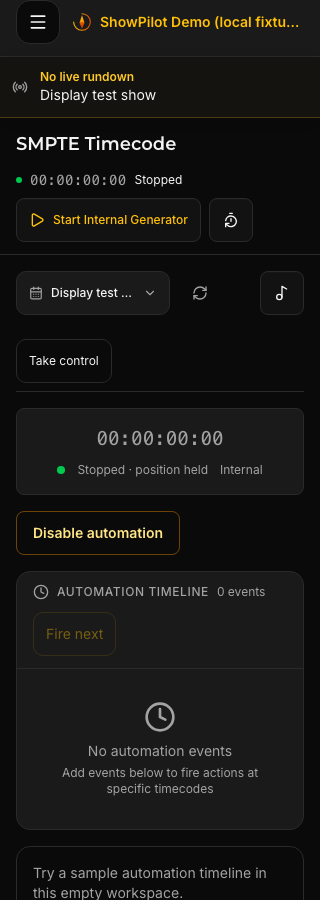 ShowPilot Demo (local fixtu...
No live rundown
Display test show
SMPTE Timecode
00:00:00:00 Stopped
Start Internal Generator
Display test ...
Take control
00:00:00:00
Stopped · position held Internal
Disable automation
AUTOMATION TIMELINE 0 events
Fire next
No automation events
Add events below to fire actions at
specific timecodes
Try a sample automation timeline in
this empty workspace.